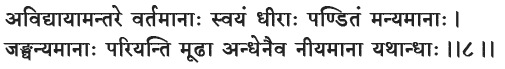 अविद्यायामन्तरे वर्तमानाः स्वयं धीराः पण्डितं मन्यमानाः ।
जङ्घन्यमानाः परियन्ति मूढा अन्धेनैव नीयमाना यथान्धाः ।।८।।